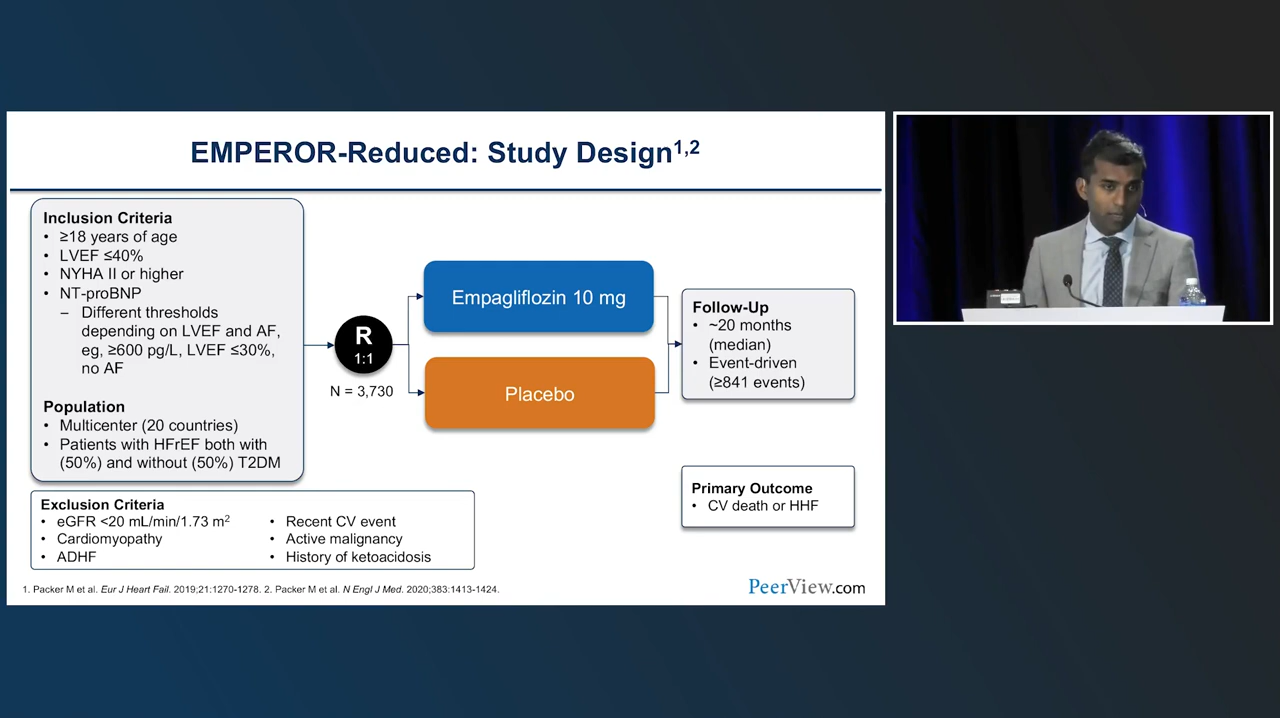 EMPEROR-Reduced: Study Design1,2
Inclusion Criteria
• ≥18 years of age
• LVEF ≤40%
• NYHA II or higher
• NT-proBNP
– Different thresholds
depending on LVEF and AF,
eg, ≥600 pg/L, LVEF ≤30%,
no AF
Population
• Multicenter (20 countries)
• Patients with HFrEF both with
(50%) and without (50%) T2DM
R
1:1
N = 3,730
Empagliflozin 10 mg
Placebo
Follow-Up
• ~20 months
(median)
• Event-driven
(≥841 events)
Primary Outcome
• CV death or HHF
Exclusion Criteria
• eGFR <20 mL/min/1.73 m2
• Cardiomyopathy
• ADHF
• Recent CV event
• Active malignancy
• History of ketoacidosis
1. Packer M et al. Eur J Heart Fail. 2019;21:1270-1278. 2. Packer M et al. N Engl J Med. 2020;383:1413-1424.
PeerView.com